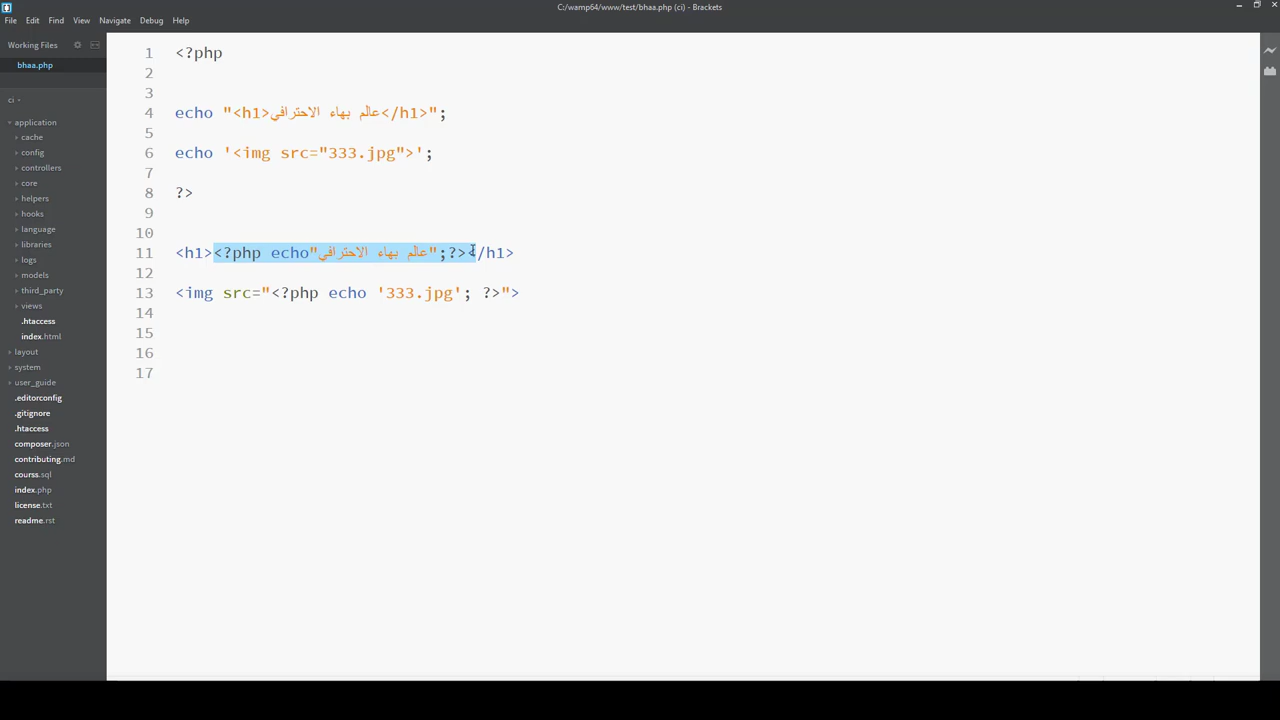 C:/wamp64/www/test/bhaa.php (ci) - Brackets
File Edit Find View Navigate Debug Help
Working Files
bhaa.php
ci
application
cache
config
controllers
core
helpers
hooks
language
libraries
logs
models
third_party
views
.htaccess
index.html
layout
system
user_guide
.editorconfig
.gitignore
.htaccess
composer.json
contributing.md
courss.sql
index.php
license.txt
readme.rst
1 <?php
2
3
4 echo "<h1>عالم بهاء الاحترافي</h1>";
5
6 echo '<img src="333.jpg">';
7
8 ?>
9
10
11 <h1><?php echo"عالم بهاء الاحترافي";?></h1>
12
13 <img src="<?php echo '333.jpg'; ?>">
14
15
16
17